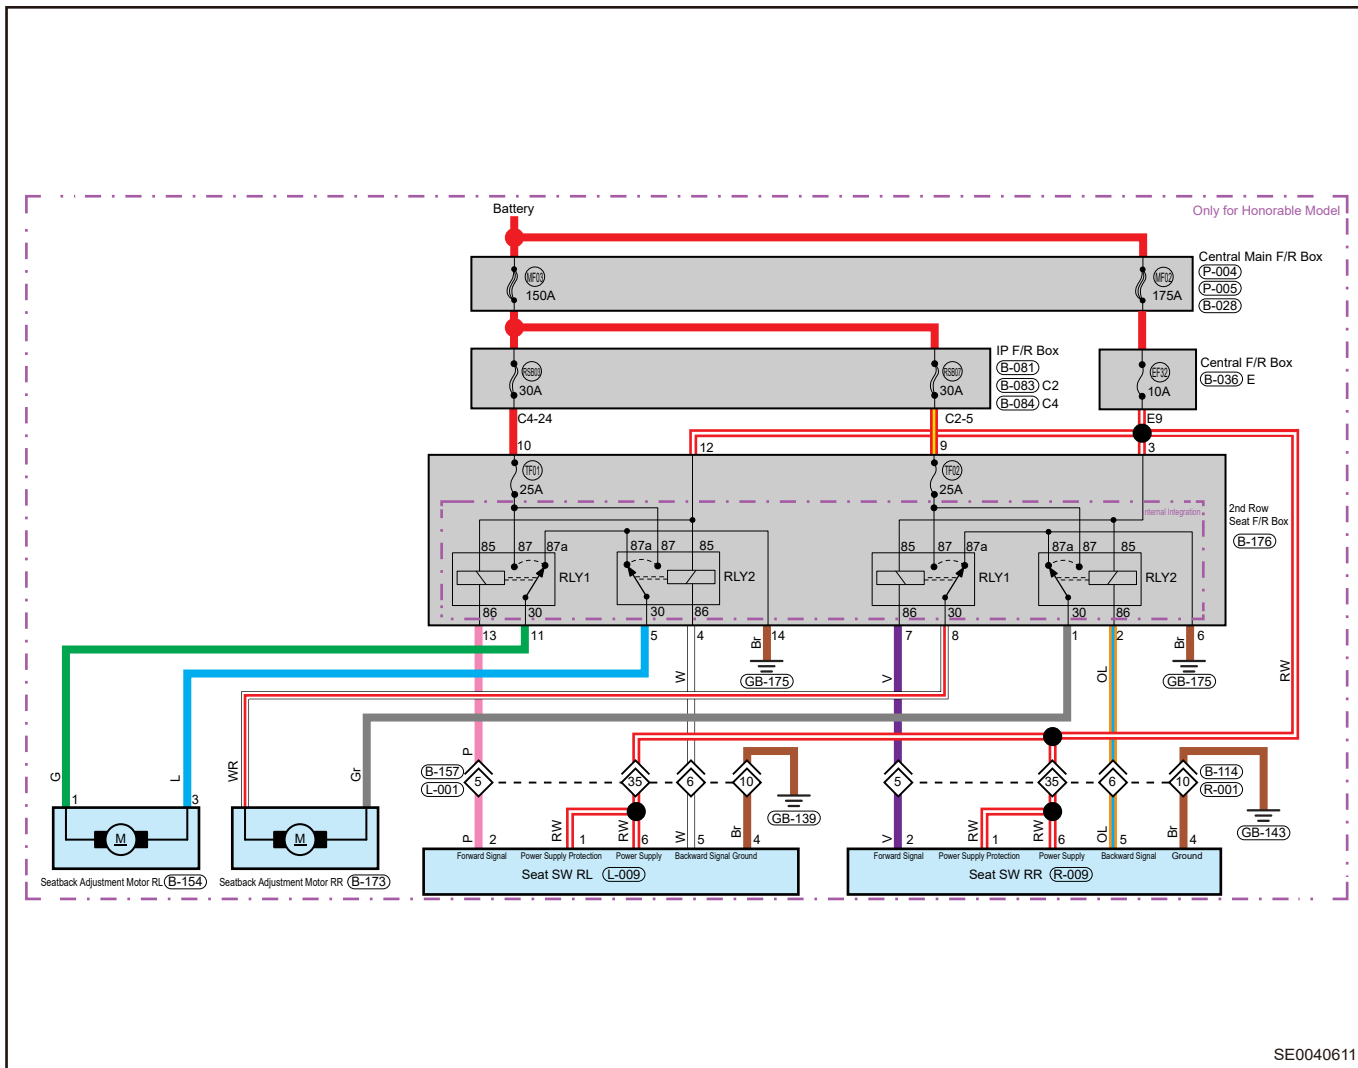 Battery
Only for Honorable Model
Central Main F/R Box
P-004
P-005
B-028
MF03
150A
MF02
175A
IP F/R Box
B-081
B-083 C2
B-084 C4
RSB03
30A
RSB07
30A
Central F/R Box
B-036 E
EF32
10A
C4-24
C2-5
E9
10
12
9
3
TF01
25A
TF02
25A
2nd Row
Seat F/R Box
B-176
nternal Integration
85 87 87a
87a 87 85
85 87 87a
87a 87 85
RLY1
RLY2
RLY1
RLY2
86 30
30 86
86 30
30 86
13 11 5 4 14
7 8 1 2 6
Br
GB-175
Br
GB-175
W
V
OL
RW
P
G
L
WR
Gr
B-157
L-001
5
35
6
10
GB-139
5
35
6
10
B-114
R-001
GB-143
1
3
M
M
P 2
RW 1
RW 6
W 5
Br 4
V 2
RW 1
RW 6
OL 5
Br 4
Forward Signal Power Supply Protection Power Supply Backward Signal Ground
Seat SW RL L-009
Forward Signal Power Supply Protection Power Supply Backward Signal Ground
Seat SW RR R-009
Seatback Adjustment Motor RL B-154
Seatback Adjustment Motor RR B-173
SE0040611